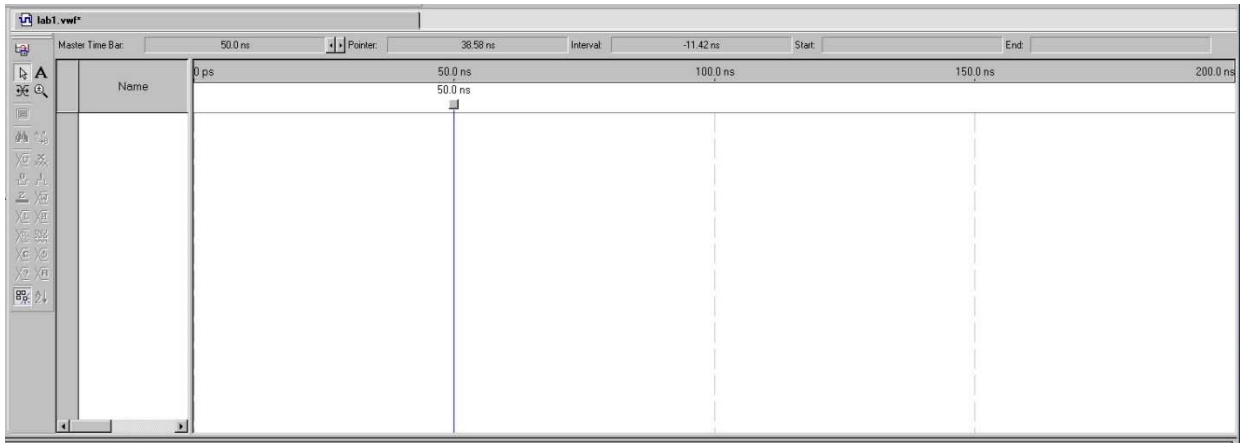 lab1.vwf*
Master Time Bar: 50.0 ns Pointer: 38.58 ns Interval: -11.42 ns Start: End:
A
Name
0 ps 50.0 ns 100.0 ns 150.0 ns 200.0 ns
50.0 ns